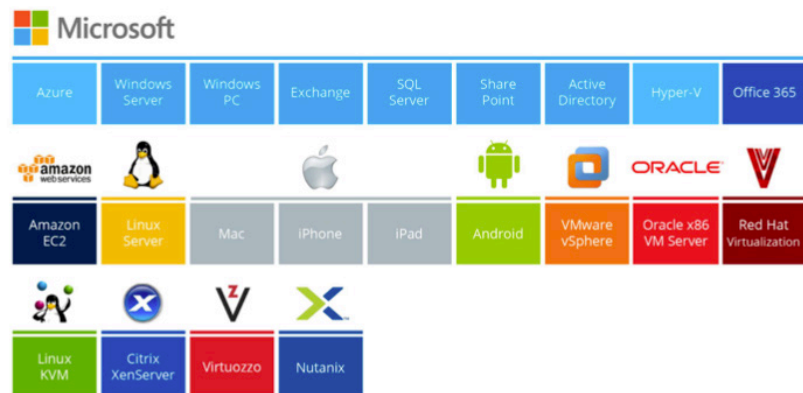 Microsoft
Azure
Windows
Server
Windows
PC
Exchange
SQL
Server
Share
Point
Active
Directory
Hyper-V
Office 365
amazon
webservices
ORACLE
Amazon
EC2
Linux
Server
Mac
iPhone
iPad
Android
VMware
vSphere
Oracle x86
VM Server
Red Hat
Virtualization
Linux
KVM
Citrix
XenServer
Virtuozzo
Nutanix